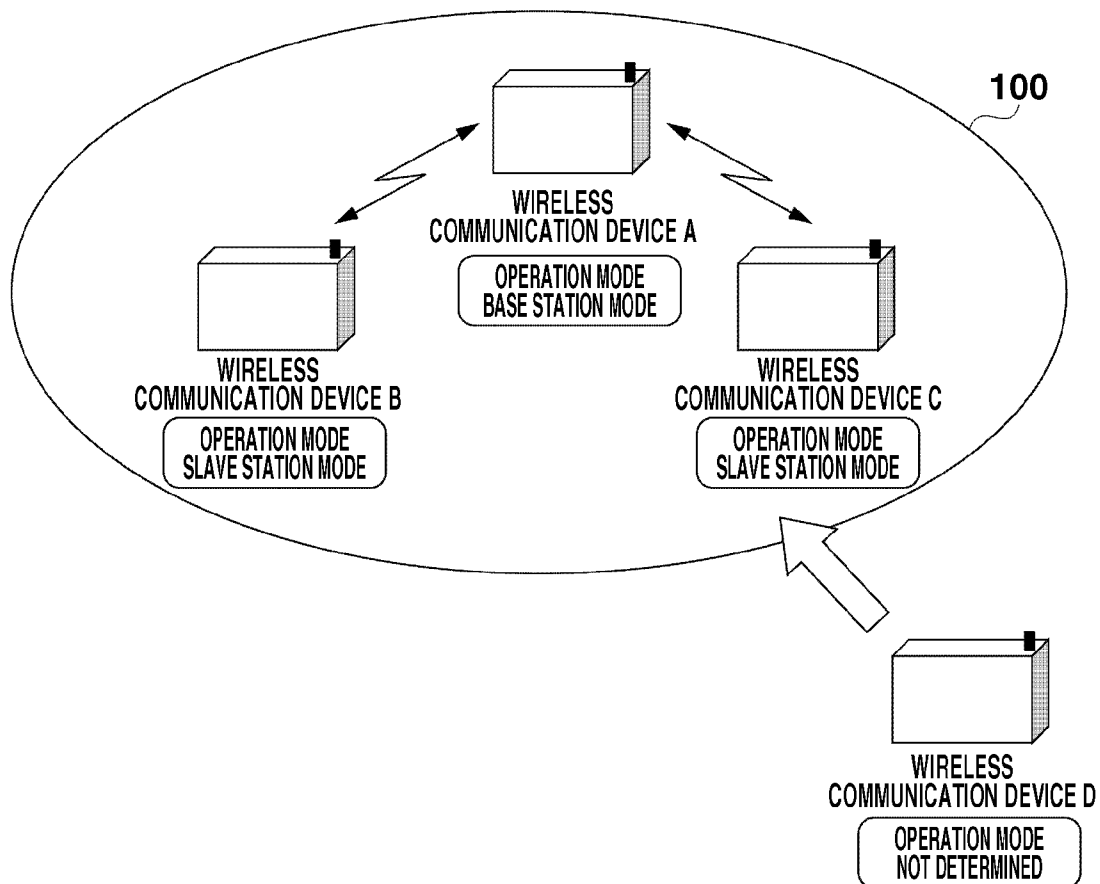 100
WIRELESS
COMMUNICATION DEVICE A
OPERATION MODE
BASE STATION MODE
WIRELESS
COMMUNICATION DEVICE B
OPERATION MODE
SLAVE STATION MODE
WIRELESS
COMMUNICATION DEVICE C
OPERATION MODE
SLAVE STATION MODE
WIRELESS
COMMUNICATION DEVICE D
OPERATION MODE
NOT DETERMINED